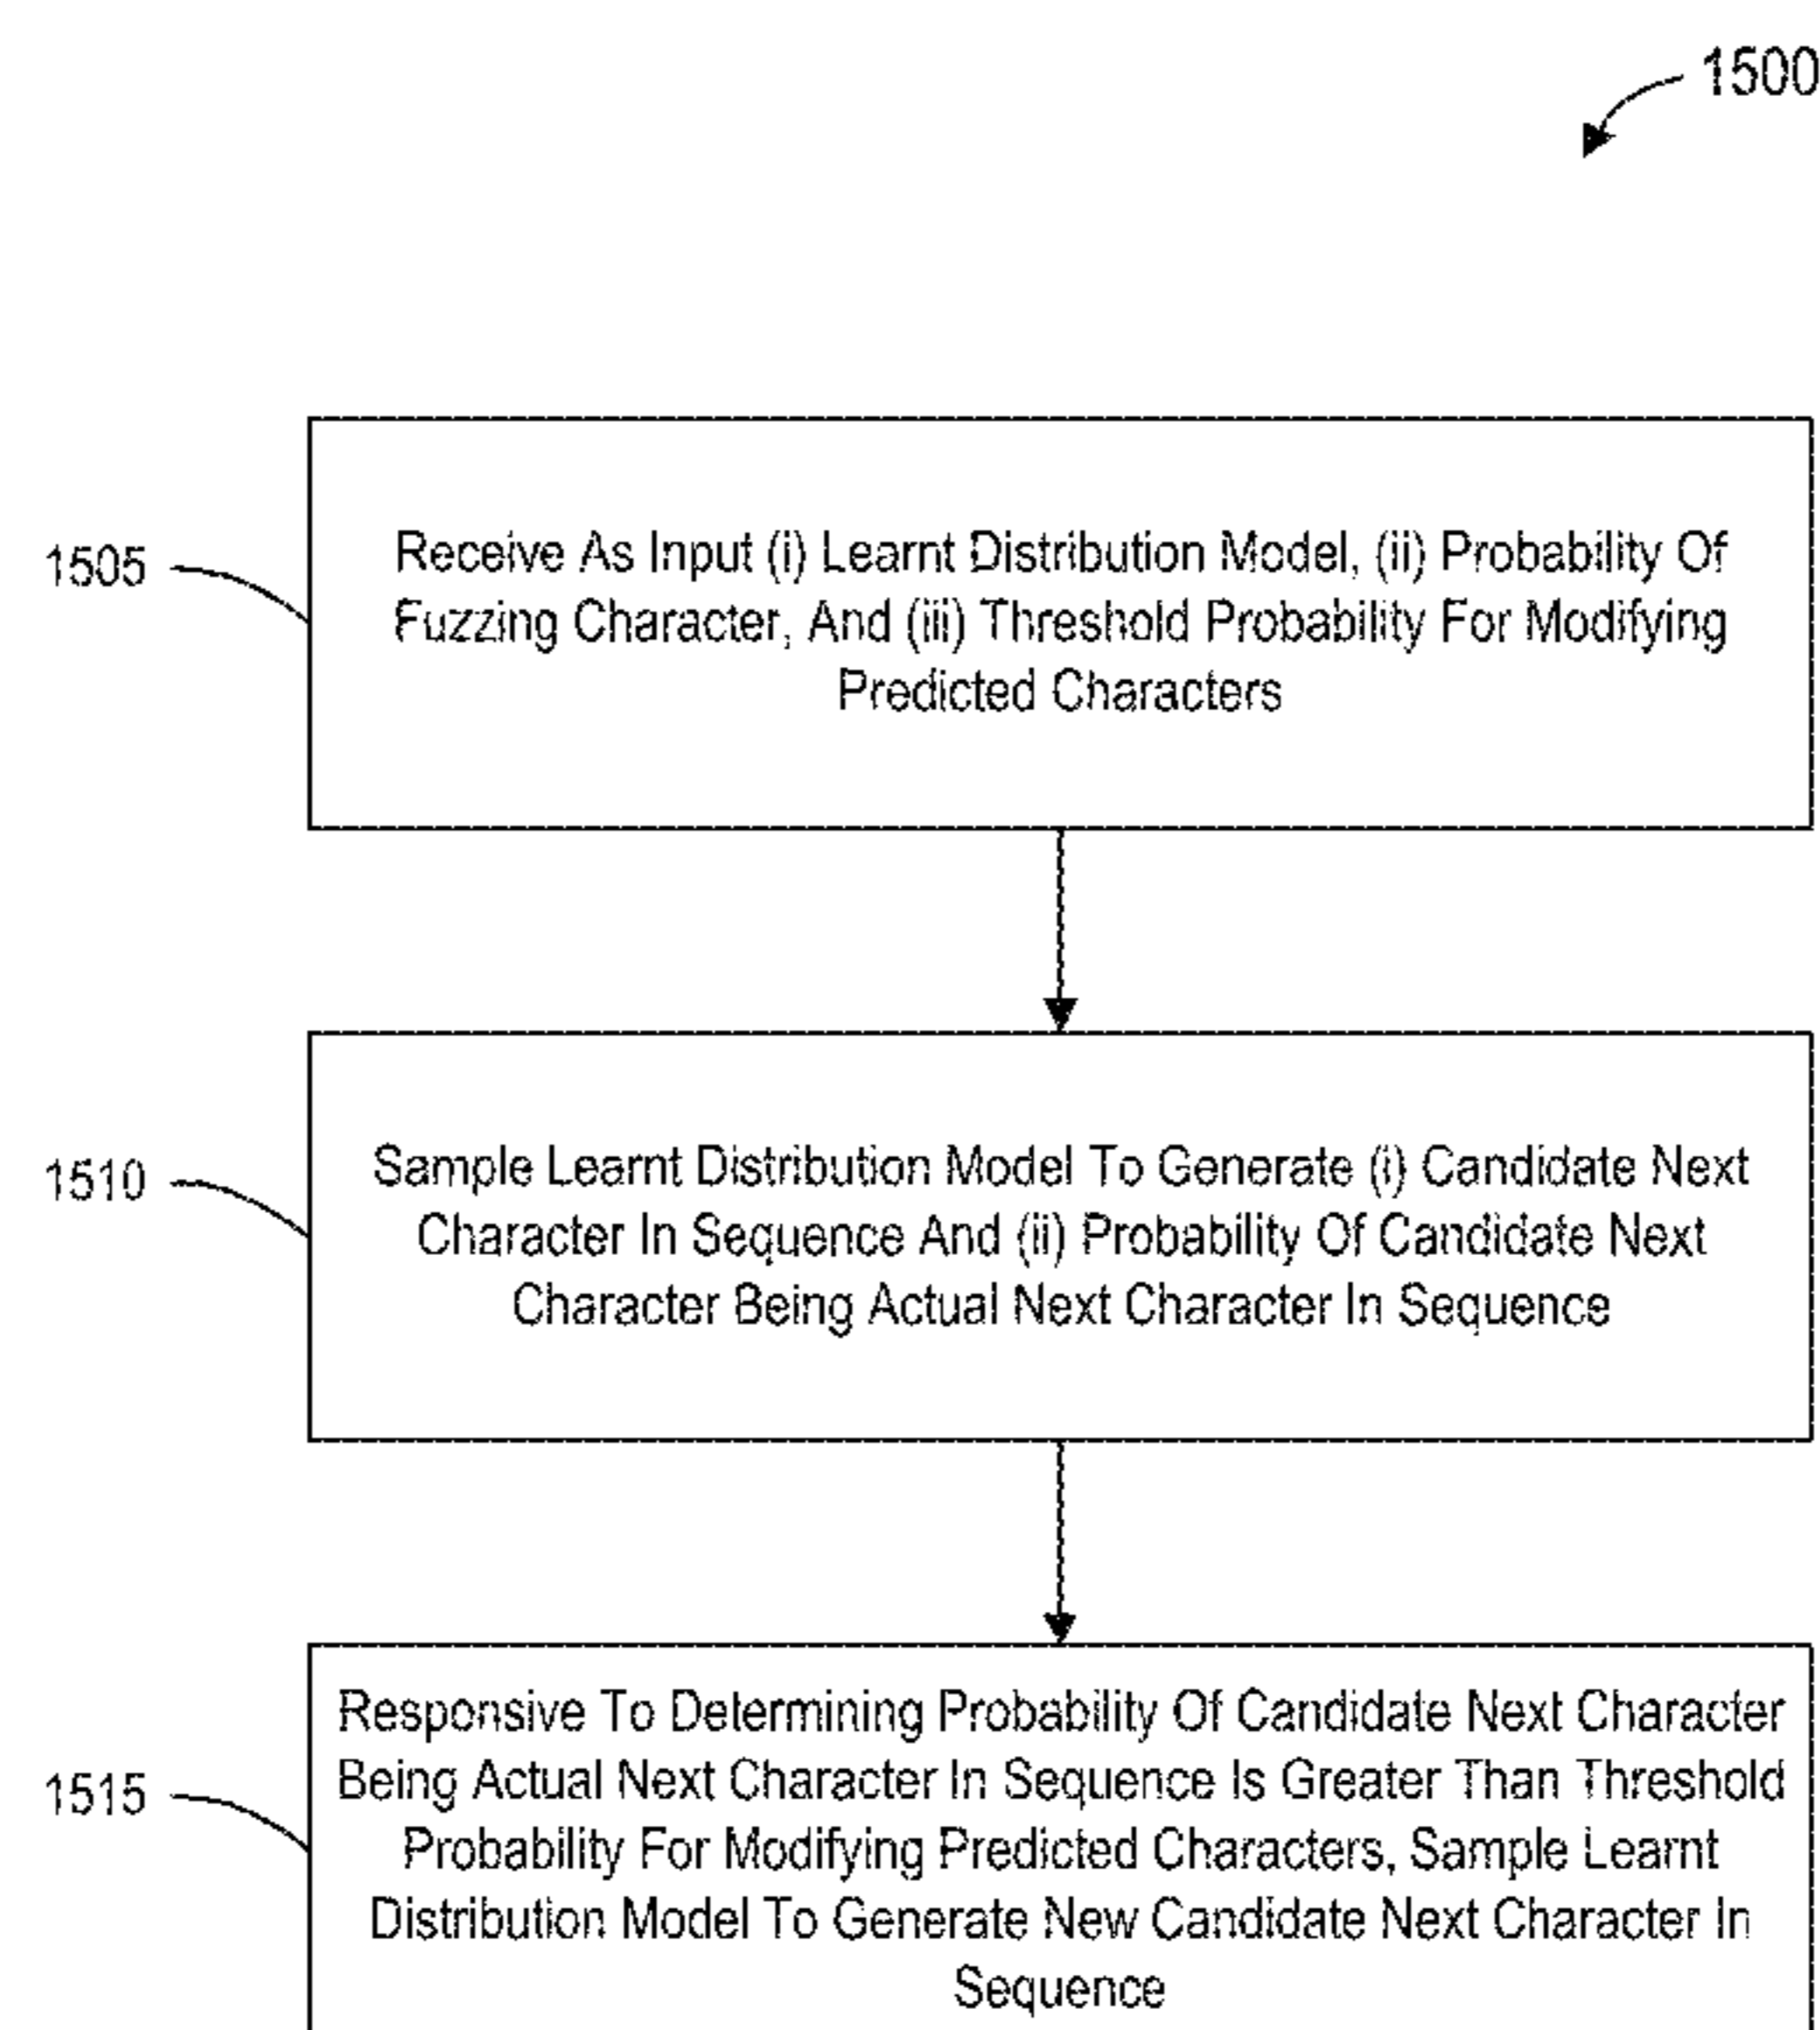 1500
1505
Receive As Input (i) Learnt Distribution Model, (ii) Probability Of
Fuzzing Character, And (iii) Threshold Probability For Modifying
Predicted Characters
1510
Sample Learnt Distribution Model To Generate (i) Candidate Next
Character In Sequence And (ii) Probability Of Candidate Next
Character Being Actual Next Character In Sequence
1515
Responsive To Determining Probability Of Candidate Next Character
Being Actual Next Character In Sequence Is Greater Than Threshold
Probability For Modifying Predicted Characters, Sample Learnt
Distribution Model To Generate New Candidate Next Character In
Sequence